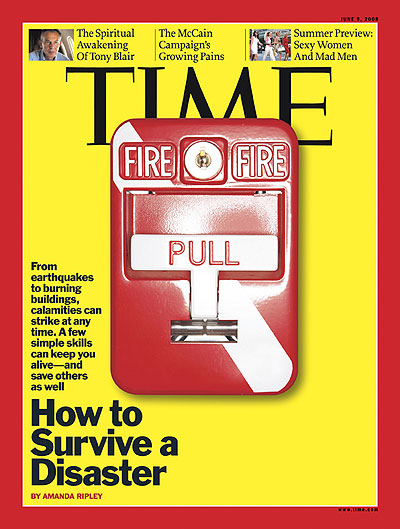 JUNE 9, 2008
The Spiritual
Awakening
Of Tony Blair
The McCain
Campaign's
Growing Pains
Summer Preview:
Sexy Women
And Mad Men
TIME
FIRE FIRE
PULL
From
earthquakes
to burning
buildings,
calamities can
strike at any
time. A few
simple skills
can keep you
alive—and
save others
as well
How to
Survive a
Disaster
BY AMANDA RIPLEY
www.time.com